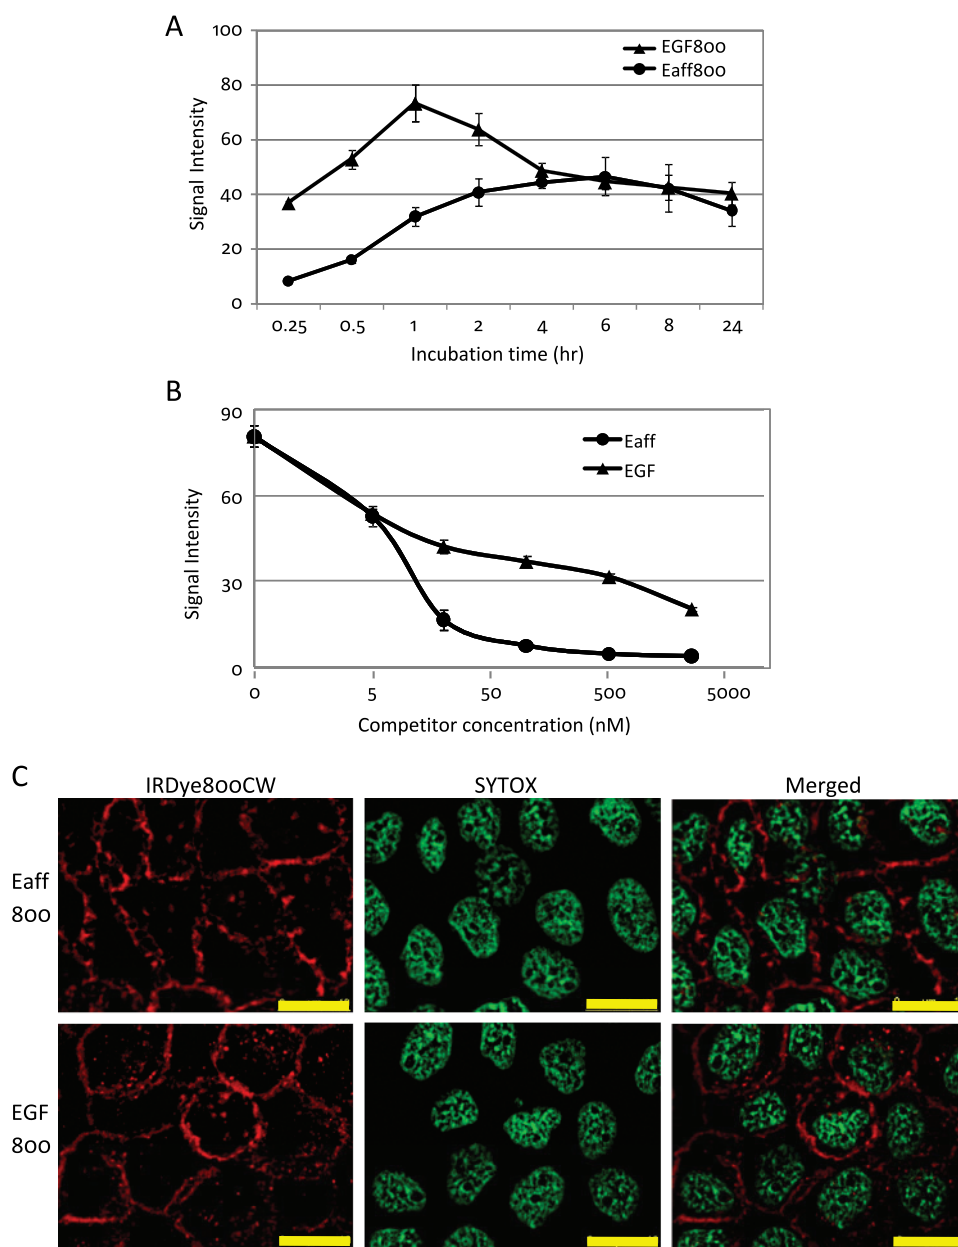 A
100
80
60
40
20
0
Signal Intensity
EGF800
Eaff800
0.25 0.5 1 2 4 6 8 24
Incubation time (hr)
B
90
60
30
0
Signal Intensity
Eaff
EGF
0 5 50 500 5000
Competitor concentration (nM)
C
IRDye800CW SYTOX Merged
Eaff
800
EGF
800